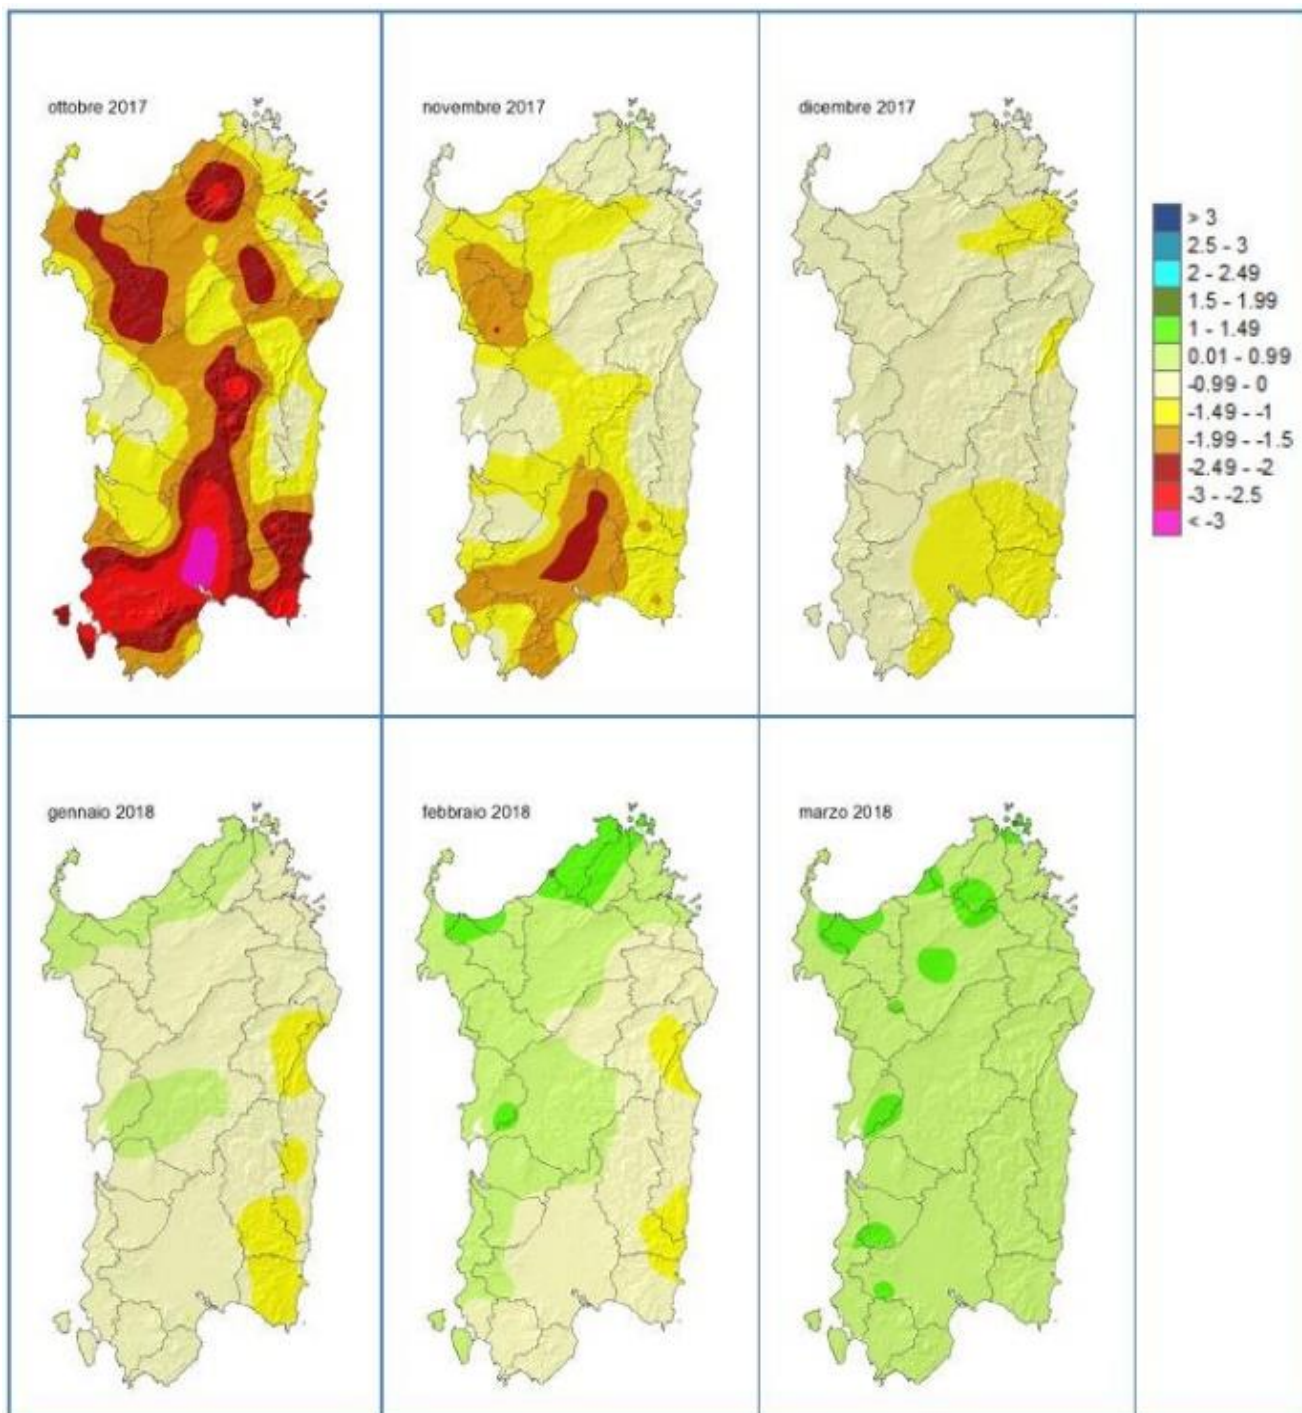 ottobre 2017
novembre 2017
dicembre 2017
> 3
2.5 - 3
2 - 2.49
1.5 - 1.99
1 - 1.49
0.01 - 0.99
-0.99 - 0
-1.49 - -1
-1.99 - -1.5
-2.49 - -2
-3 - -2.5
< -3
gennaio 2018
febbraio 2018
marzo 2018